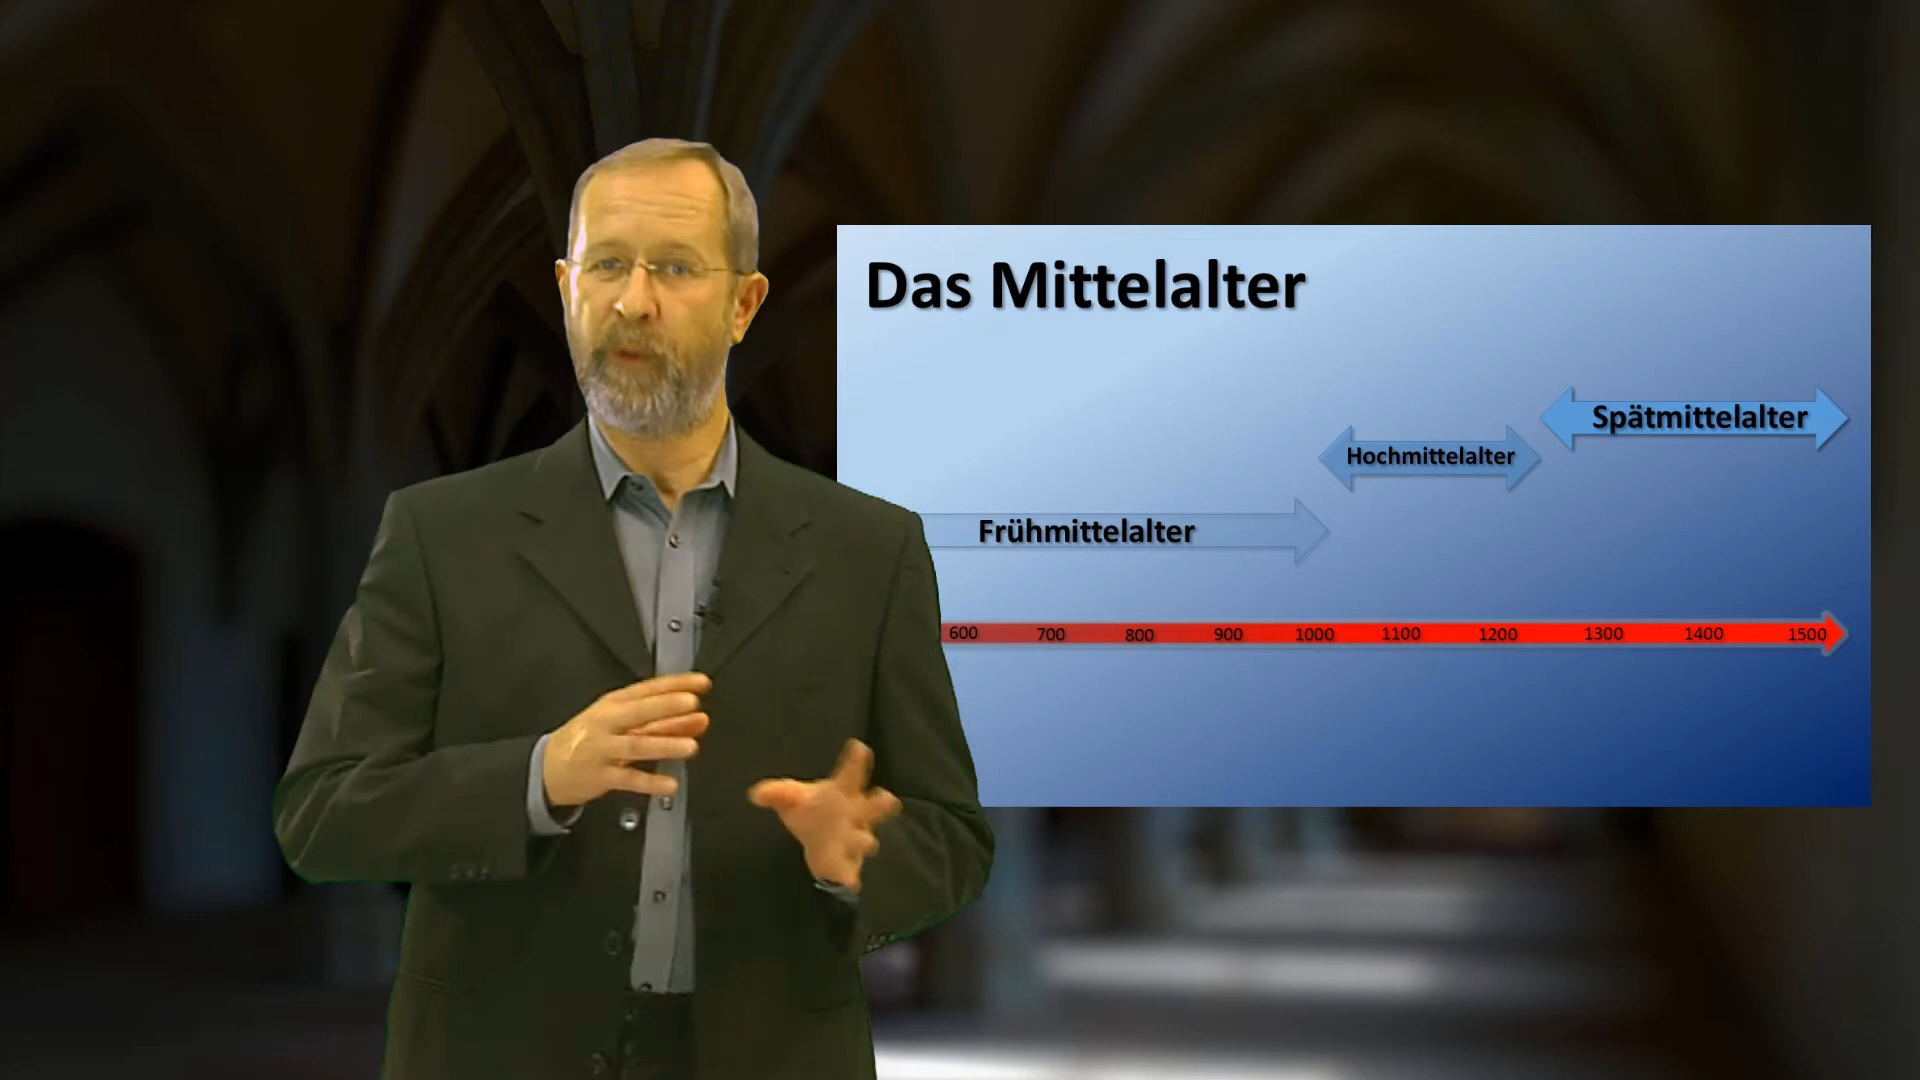 Das Mittelalter
Spätmittelalter
Hochmittelalter
Frühmittelalter
600 700 800 900 1000 1100 1200 1300 1400 1500